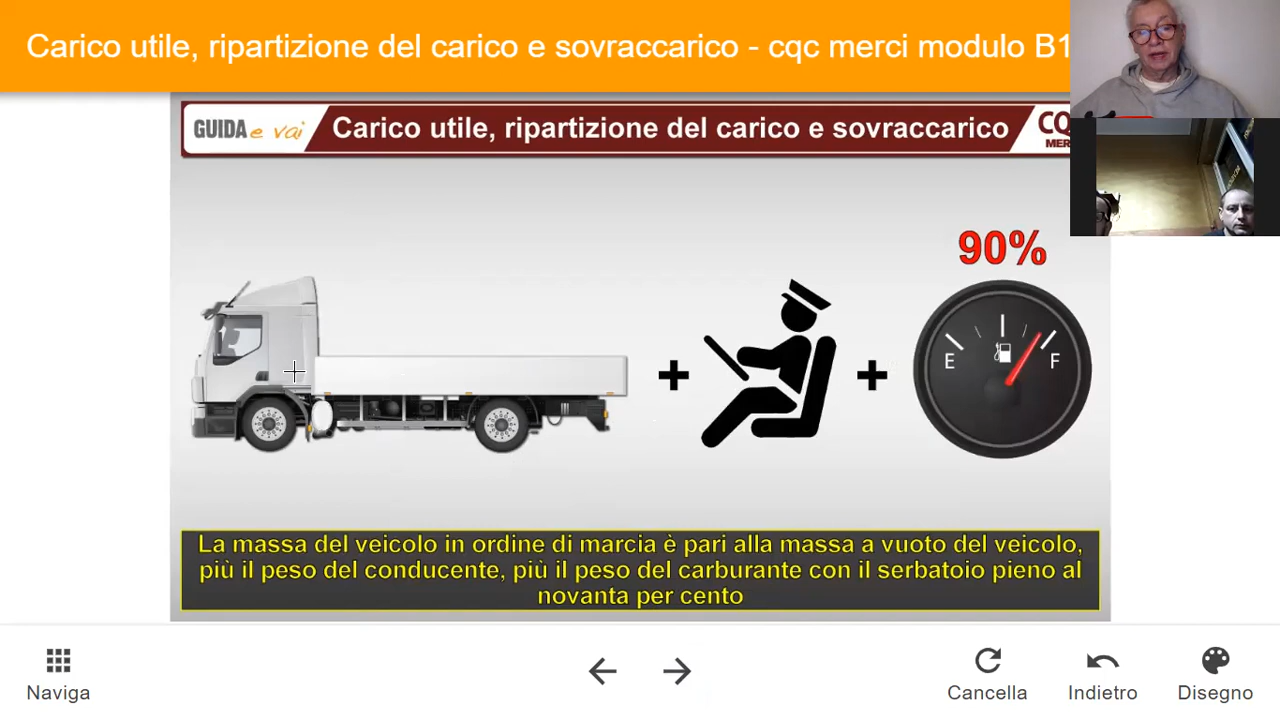 Carico utile, ripartizione del carico e sovraccarico - cqc merci modulo B1
GUIDA e vai
Carico utile, ripartizione del carico e sovraccarico
CQ
MER
90%
E
F
La massa del veicolo in ordine di marcia è pari alla massa a vuoto del veicolo,
più il peso del conducente, più il peso del carburante con il serbatoio pieno al
novanta per cento
Naviga
Cancella
Indietro
Disegno